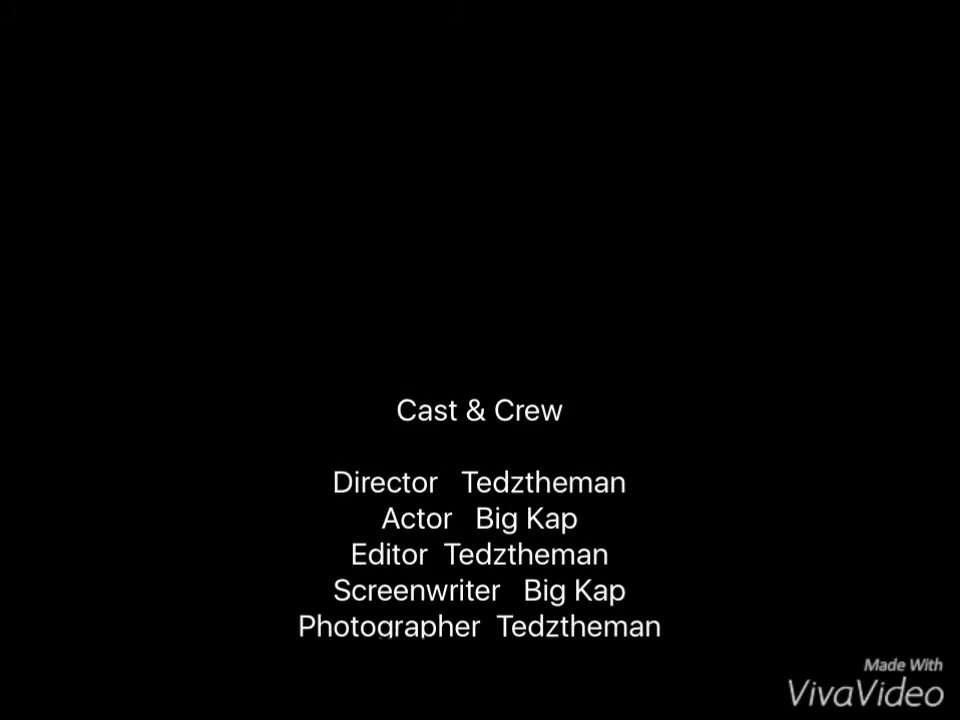 Cast & Crew
Director Tedztheman
Actor Big Kap
Editor Tedztheman
Screenwriter Big Kap
Photographer Tedztheman
Made With
VivaVideo